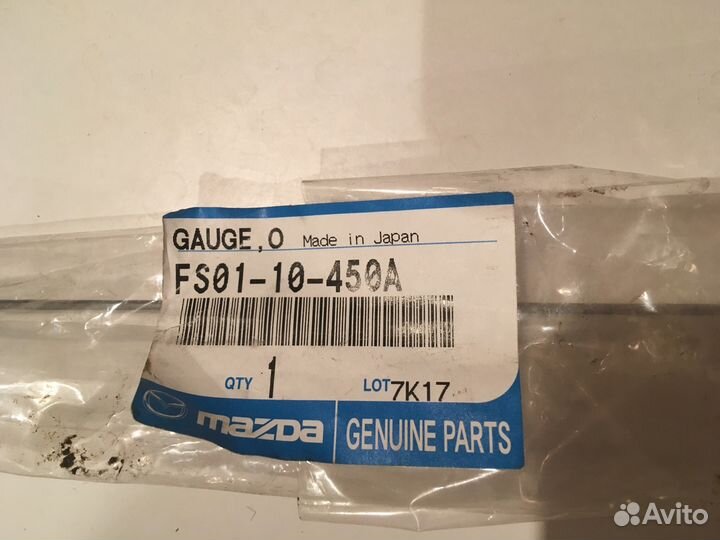 GAUGE,O Made in Japan
FS01-10-450A
QTY 1 LOT 7K17
mazda GENUINE PARTS
Avito